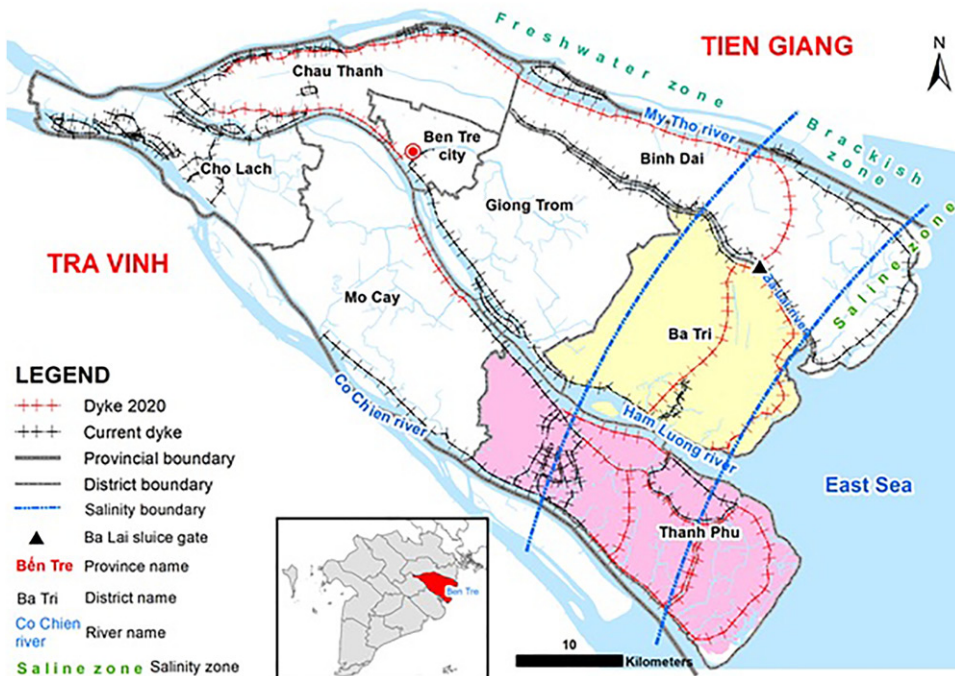 Freshwater zone
TIEN GIANG
N
Chau Thanh
My Tho river
Brackish
zone
Ben Tre
city
Binh Dai
Cho Lach
Giong Trom
Saline zone
TRA VINH
Ba Lai river
Mo Cay
Ba Tri
Co Chien river
Ham Luong river
East Sea
Thanh Phu
LEGEND
Dyke 2020
Current dyke
Provincial boundary
District boundary
Salinity boundary
Ba Lai sluice gate
Bến Tre Province name
Ba Tri District name
Co Chien
river River name
Saline zone Salinity zone
Ben Tre
10
Kilometers